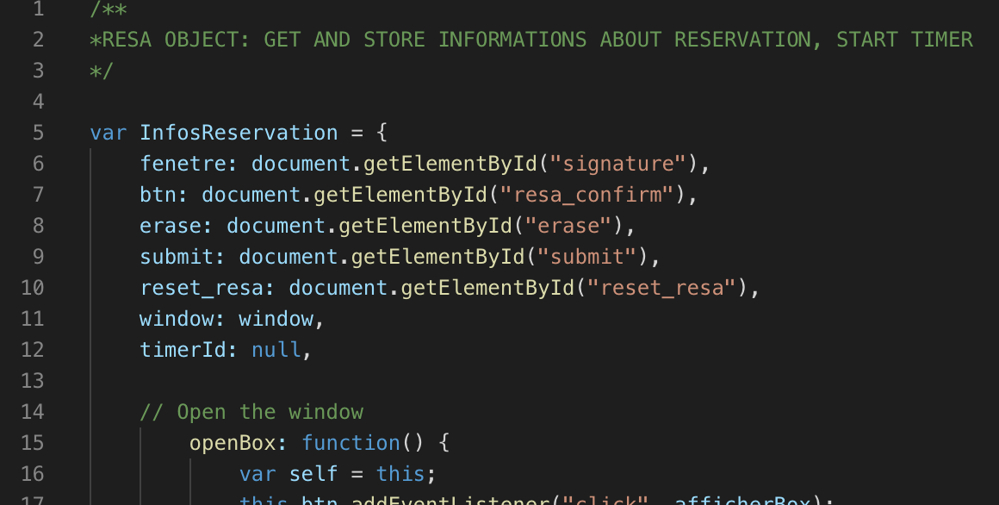 1 /**
2 *RESA OBJECT: GET AND STORE INFORMATIONS ABOUT RESERVATION, START TIMER
3 */
4
5 var InfosReservation = {
6 fenetre: document.getElementById("signature"),
7 btn: document.getElementById("resa_confirm"),
8 erase: document.getElementById("erase"),
9 submit: document.getElementById("submit"),
10 reset_resa: document.getElementById("reset_resa"),
11 window: window,
12 timerId: null,
13
14 // Open the window
15 openBox: function() {
16 var self = this;
17 this.btn.addEventListener("click", afficherBox);